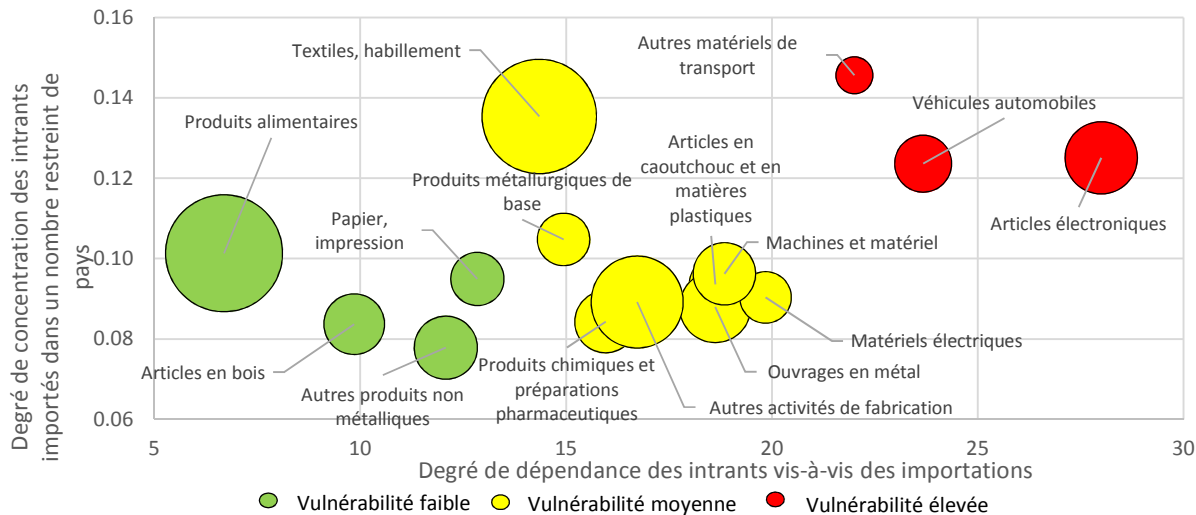 Degré de concentration des intrants
importés dans un nombre restreint de
pays
0.16
0.14
0.12
0.10
0.08
0.06
Textiles, habillement
Autres matériels de
transport
Véhicules automobiles
Produits alimentaires
Articles en
caoutchouc et en
matières
plastiques
Produits métallurgiques de
base
Papier,
impression
Articles électroniques
Machines et matériel
Matériels électriques
Articles en bois
Autres produits non
métalliques
Produits chimiques et
préparations
pharmaceutiques
Ouvrages en métal
Autres activités de fabrication
5
10
15
20
25
30
Degré de dépendance des intrants vis-à-vis des importations
Vulnérabilité faible
Vulnérabilité moyenne
Vulnérabilité élevée